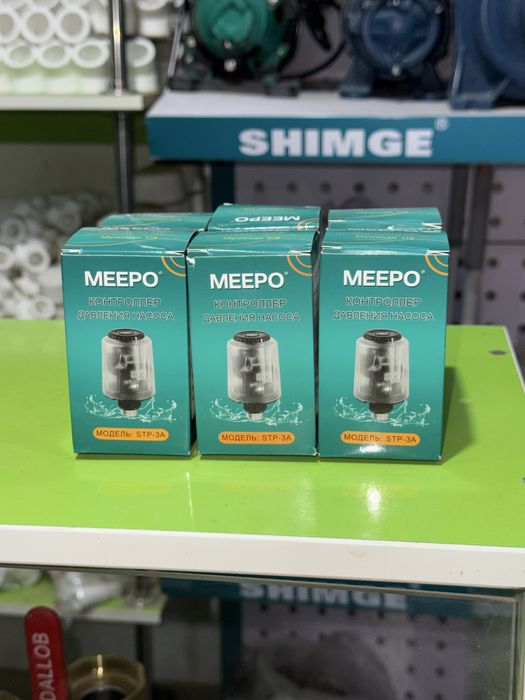 SHIMGE®
MEEPO
MEEPO®
КОНТРОЛЛЕР
ДАВЛЕНИЯ НАСОСА
МОДЕЛЬ: STP-3A
MEEPO®
КОНТРОЛЛЕР
ДАВЛЕНИЯ НАСОСА
МОДЕЛЬ: STP-3A
MEEPO®
КОНТРОЛЛЕР
ДАВЛЕНИЯ НАСОСА
МОДЕЛЬ: STP-3A
SHIMGE
DALLOB